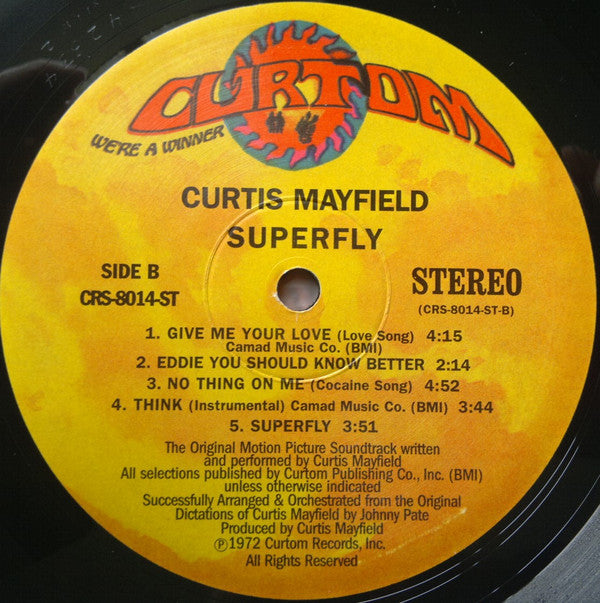 CURTOM
WE'RE A WINNER
CURTIS MAYFIELD
SUPERFLY
SIDE B
CRS-8014-ST
STEREO
(CRS-8014-ST-B)
1. GIVE ME YOUR LOVE (Love Song) 4:15
Camad Music Co. (BMI)
2. EDDIE YOU SHOULD KNOW BETTER 2:14
3. NO THING ON ME (Cocaine Song) 4:52
4. THINK (Instrumental) Camad Music Co. (BMI) 3:44
5. SUPERFLY 3:51
The Original Motion Picture Soundtrack written
and performed by Curtis Mayfield
All selections published by Curtom Publishing Co., Inc. (BMI)
unless otherwise indicated
Successfully Arranged & Orchestrated from the Original
Dictations of Curtis Mayfield by Johnny Pate
Produced by Curtis Mayfield
Ⓟ1972 Curtom Records, Inc.
All Rights Reserved